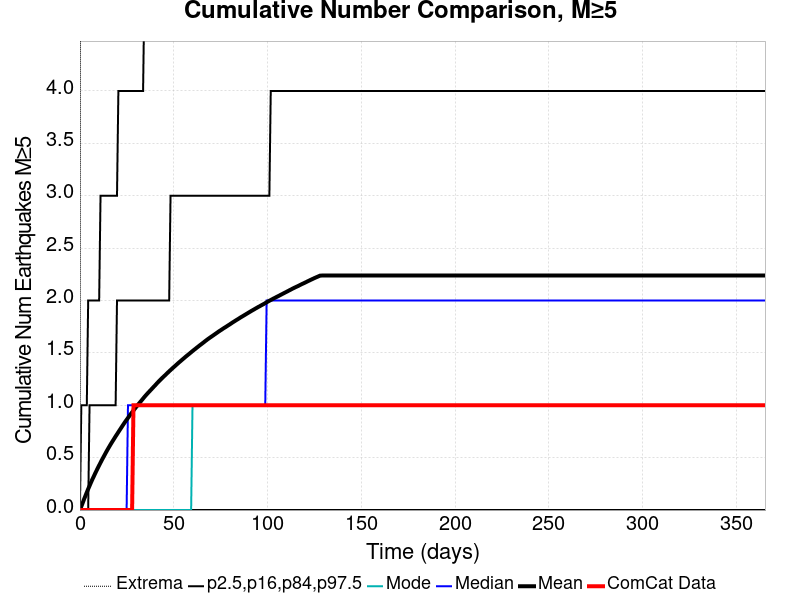 Cumulative Number Comparison, M≥5
Cumulative Num Earthquakes M≥5
4.0
3.5
3.0
2.5
2.0
1.5
1.0
0.5
0.0
0 50 100 150 200 250 300 350
Time (days)
Extrema p2.5,p16,p84,p97.5 Mode Median Mean ComCat Data